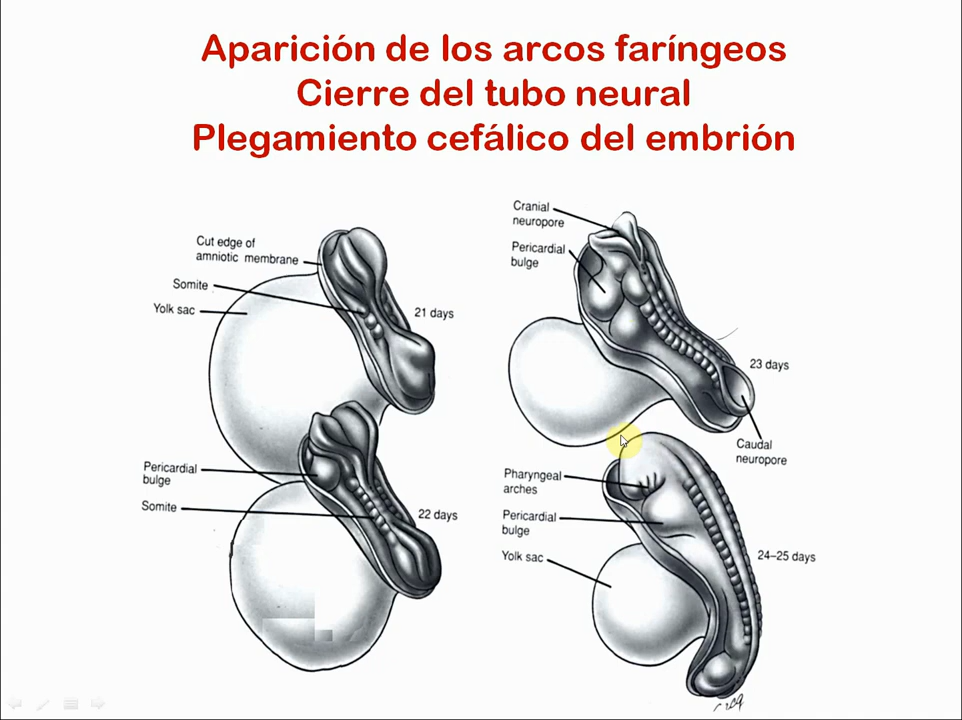 Aparición de los arcos faríngeos
Cierre del tubo neural
Plegamiento cefálico del embrión
Cut edge of
amniotic membrane
Somite
Yolk sac
21 days
Pericardial
bulge
Somite
22 days
Cranial
neuropore
Pericardial
bulge
23 days
Caudal
neuropore
Pharyngeal
arches
Pericardial
bulge
Yolk sac
24–25 days